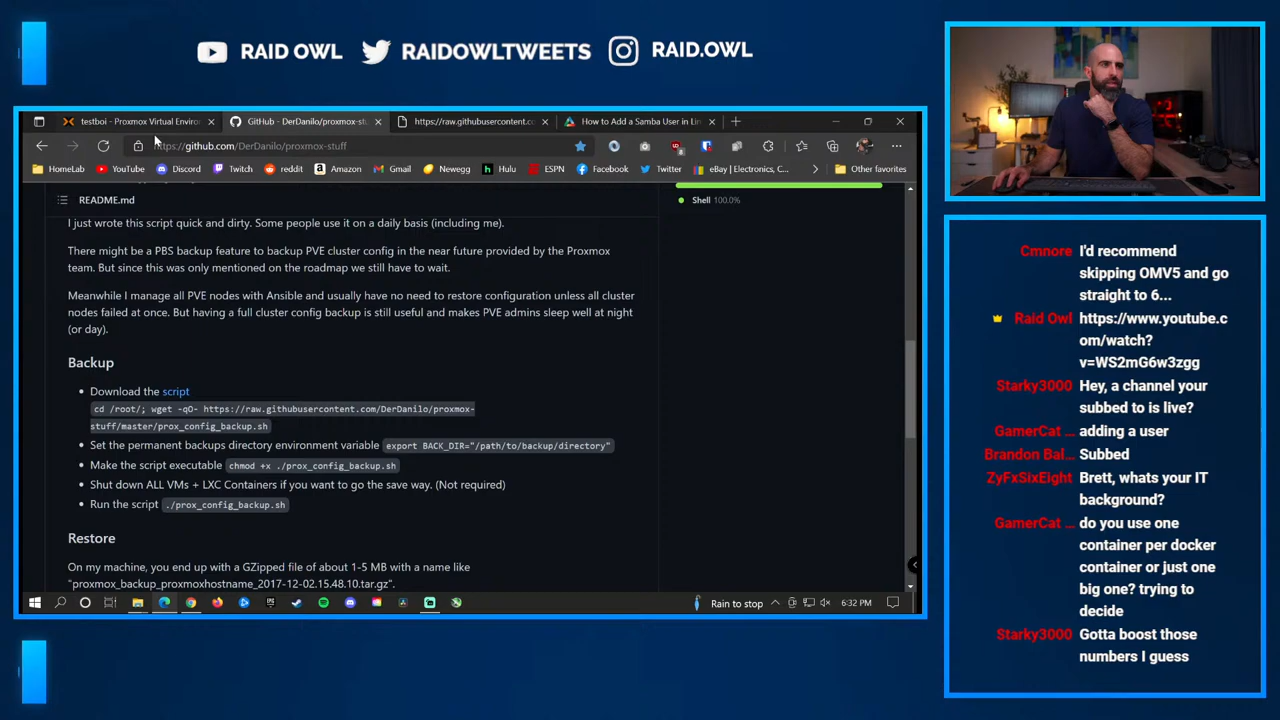 RAID OWL
RAIDOWLTWEETS
RAID.OWL
testboi - Proxmox Virtual Enviror
GitHub - DerDanilo/proxmox-stu
https://raw.githubusercontent.co
How to Add a Samba User in Lin
https://github.com/DerDanilo/proxmox-stuff
HomeLab
YouTube
Discord
Twitch
reddit
Amazon
Gmail
Newegg
Hulu
ESPN
Facebook
Twitter
eBay | Electronics, C...
Other favorites
README.md
Shell 100.0%
I just wrote this script quick and dirty. Some people use it on a daily basis (including me).
There might be a PBS backup feature to backup PVE cluster config in the near future provided by the Proxmox
team. But since this was only mentioned on the roadmap we still have to wait.
Meanwhile I manage all PVE nodes with Ansible and usually have no need to restore configuration unless all cluster
nodes failed at once. But having a full cluster config backup is still useful and makes PVE admins sleep well at night
(or day).
Backup
Download the script
cd /root/; wget -qO- https://raw.githubusercontent.com/DerDanilo/proxmox-
stuff/master/prox_config_backup.sh
Set the permanent backups directory environment variable export BACK_DIR="/path/to/backup/directory"
Make the script executable chmod +x ./prox_config_backup.sh
Shut down ALL VMs + LXC Containers if you want to go the save way. (Not required)
Run the script ./prox_config_backup.sh
Restore
On my machine, you end up with a GZipped file of about 1-5 MB with a name like
"proxmox_backup_proxmoxhostname_2017-12-02.15.48.10.tar.gz".
Rain to stop
6:32 PM
Cmnore I'd recommend
skipping OMV5 and go
straight to 6...
Raid Owl https://www.youtube.c
om/watch?
v=WS2mG6w3zgg
Starky3000 Hey, a channel your
subbed to is live?
GamerCat ... adding a user
Brandon Bal... Subbed
ZyFxSixEight Brett, whats your IT
background?
GamerCat ... do you use one
container per docker
container or just one
big one? trying to
decide
Starky3000 Gotta boost those
numbers I guess